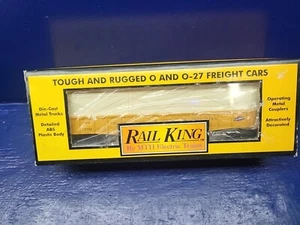 TOUGH AND RUGGED O AND O-27 FREIGHT CARS
Die-Cast
Metal Trucks
Detailed
ABS
Plastic Body
Operating
Metal
Couplers
Attractively
Decorated
RAIL KING
By MTH Electric Trains